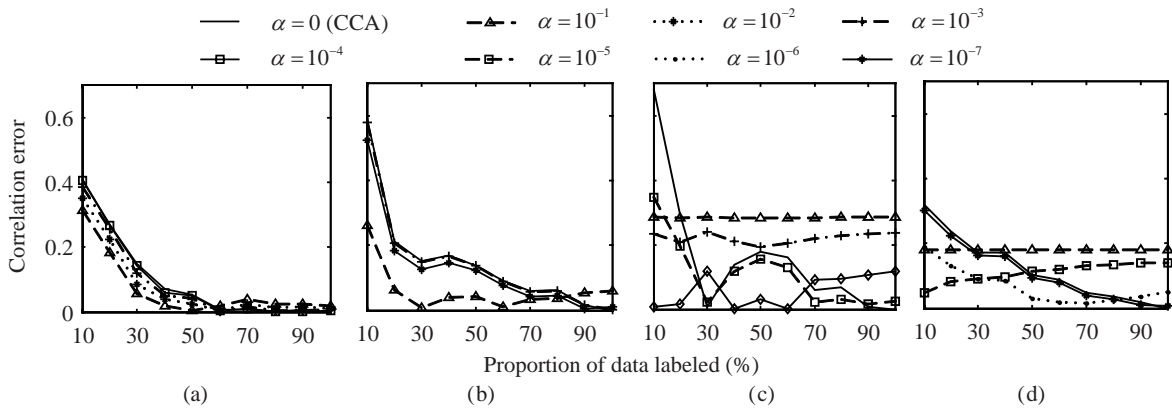 α = 0 (CCA) α = 10⁻¹ α = 10⁻² α = 10⁻³
α = 10⁻⁴ α = 10⁻⁵ α = 10⁻⁶ α = 10⁻⁷
Correlation error
0.6
0.4
0.2
0
10 30 50 70 90
10 30 50 70 90
10 30 50 70 90
10 30 50 70 90
Proportion of data labeled (%)
(a) (b) (c) (d)